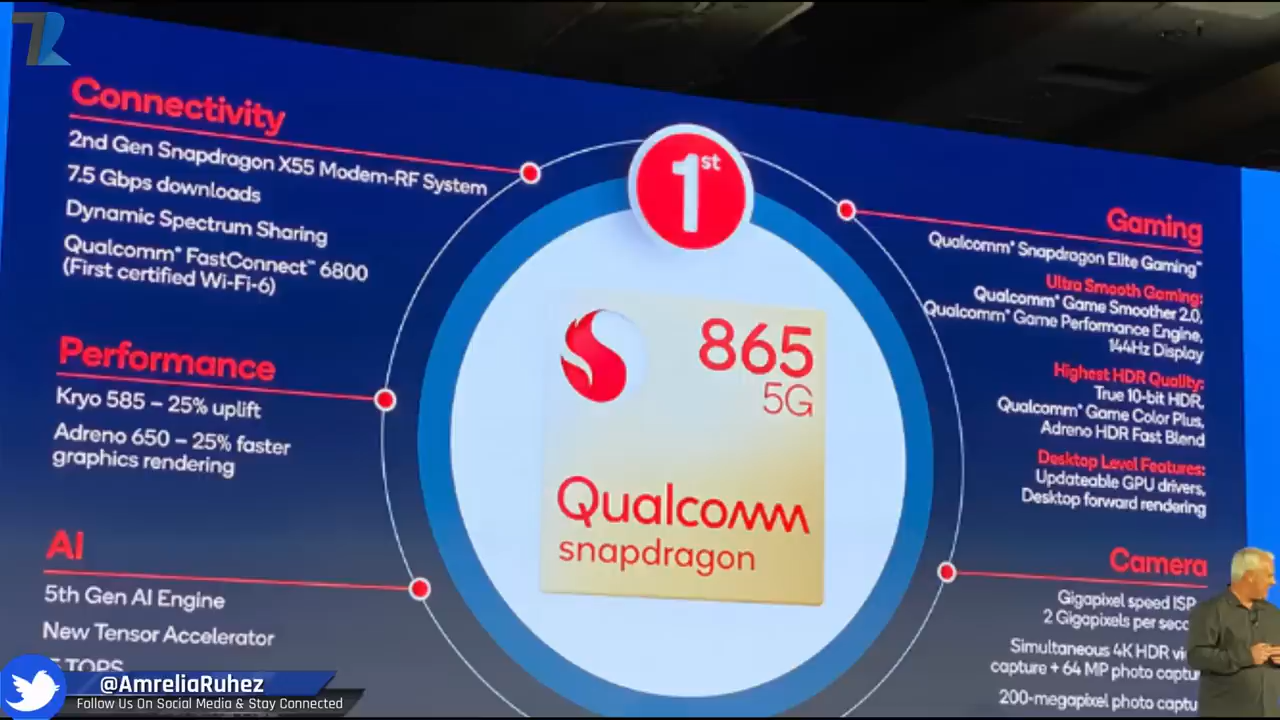 Connectivity
2nd Gen Snapdragon X55 Modem-RF System
7.5 Gbps downloads
Dynamic Spectrum Sharing
Qualcomm® FastConnect™ 6800
(First certified Wi-Fi-6)
Performance
Kryo 585 – 25% uplift
Adreno 650 – 25% faster
graphics rendering
AI
5th Gen AI Engine
New Tensor Accelerator
TOPS
1st
865
5G
Qualcomm
snapdragon
Gaming
Qualcomm® Snapdragon Elite Gaming™
Ultra Smooth Gaming:
Qualcomm® Game Smoother 2.0,
Qualcomm® Game Performance Engine,
144Hz Display
Highest HDR Quality:
True 10-bit HDR,
Qualcomm® Game Color Plus,
Adreno HDR Fast Blend
Desktop Level Features:
Updateable GPU drivers,
Desktop forward rendering
Camera
Gigapixel speed ISP
2 Gigapixels per
Simultaneous 4K HDR
capture + 64 MP photo
200-megapixel photo
@AmreliaRuhez
Follow Us On Social Media & Stay Connected